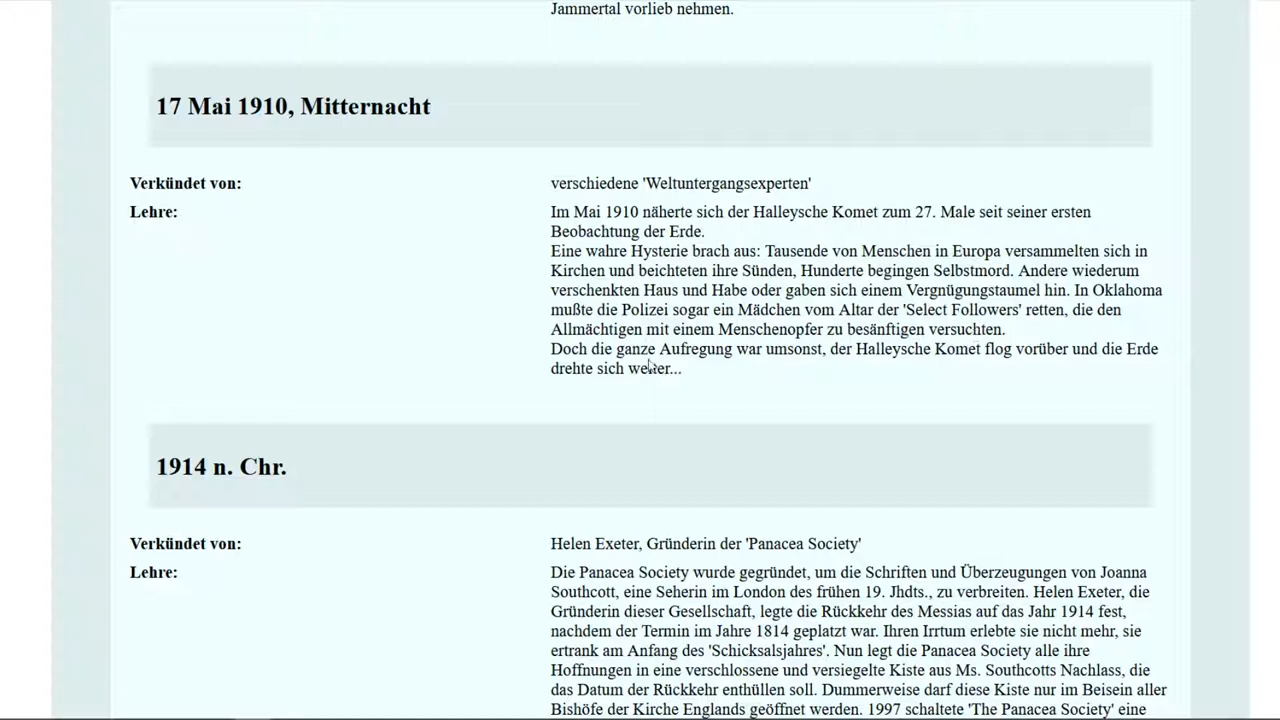 Jammertal vorlieb nehmen.
17 Mai 1910, Mitternacht
Verkündet von: verschiedene 'Weltuntergangsexperten'
Lehre: Im Mai 1910 näherte sich der Halleysche Komet zum 27. Male seit seiner ersten
Beobachtung der Erde.
Eine wahre Hysterie brach aus: Tausende von Menschen in Europa versammelten sich in
Kirchen und beichteten ihre Sünden, Hunderte begingen Selbstmord. Andere wiederum
verschenkten Haus und Habe oder gaben sich einem Vergnügungstaumel hin. In Oklahoma
mußte die Polizei sogar ein Mädchen vom Altar der 'Select Followers' retten, die den
Allmächtigen mit einem Menschenopfer zu besänftigen versuchten.
Doch die ganze Aufregung war umsonst, der Halleysche Komet flog vorüber und die Erde
drehte sich weiter...
1914 n. Chr.
Verkündet von: Helen Exeter, Gründerin der 'Panacea Society'
Lehre: Die Panacea Society wurde gegründet, um die Schriften und Überzeugungen von Joanna
Southcott, eine Seherin im London des frühen 19. Jhdts., zu verbreiten. Helen Exeter, die
Gründerin dieser Gesellschaft, legte die Rückkehr des Messias auf das Jahr 1914 fest,
nachdem der Termin im Jahre 1814 geplatzt war. Ihren Irrtum erlebte sie nicht mehr, sie
ertrank am Anfang des 'Schicksalsjahres'. Nun legt die Panacea Society alle ihre
Hoffnungen in eine verschlossene und versiegelte Kiste aus Ms. Southcotts Nachlass, die
das Datum der Rückkehr enthüllen soll. Dummerweise darf diese Kiste nur im Beisein aller
Bishöfe der Kirche Englands geöffnet werden. 1997 schaltete 'The Panacea Society' eine